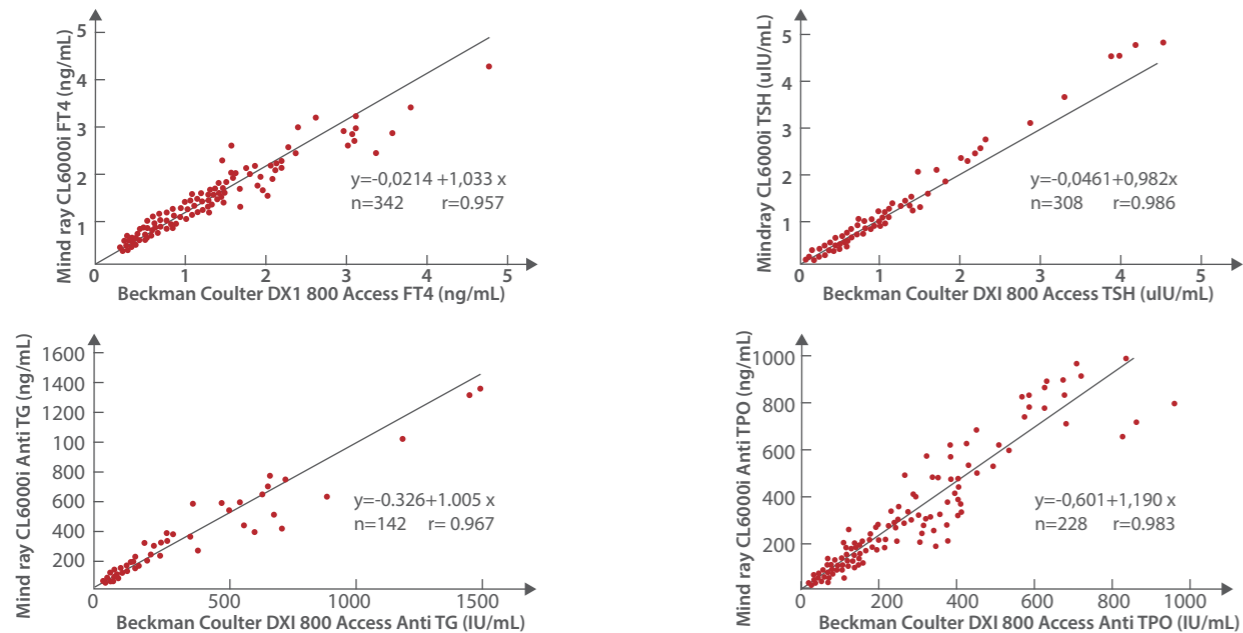 Mind ray CL6000i FT4 (ng/mL)
5
4
3
2
1
0
1
2
3
4
5
y=-0,0214 +1,033 x
n=342 r=0.957
Beckman Coulter DX1 800 Access FT4 (ng/mL)
Mindray CL6000i TSH (uIU/mL)
5
4
3
2
1
0
1
2
3
4
5
y=-0,0461+0,982x
n=308 r=0.986
Beckman Coulter DXI 800 Access TSH (uIU/mL)
Mind ray CL6000i Anti TG (ng/mL)
1600
1400
1200
100
800
600
400
200
0
500
1000
1500
y=-0.326+1.005 x
n=142 r= 0.967
Beckman Coulter DXI 800 Access Anti TG (IU/mL)
Mind ray CL6000i Anti TPO (ng/mL)
1000
800
600
400
200
0
200
400
600
800
1000
y=-0,601+1,190 x
n=228 r=0.983
Beckman Coulter DXI 800 Access Anti TPO (IU/mL)